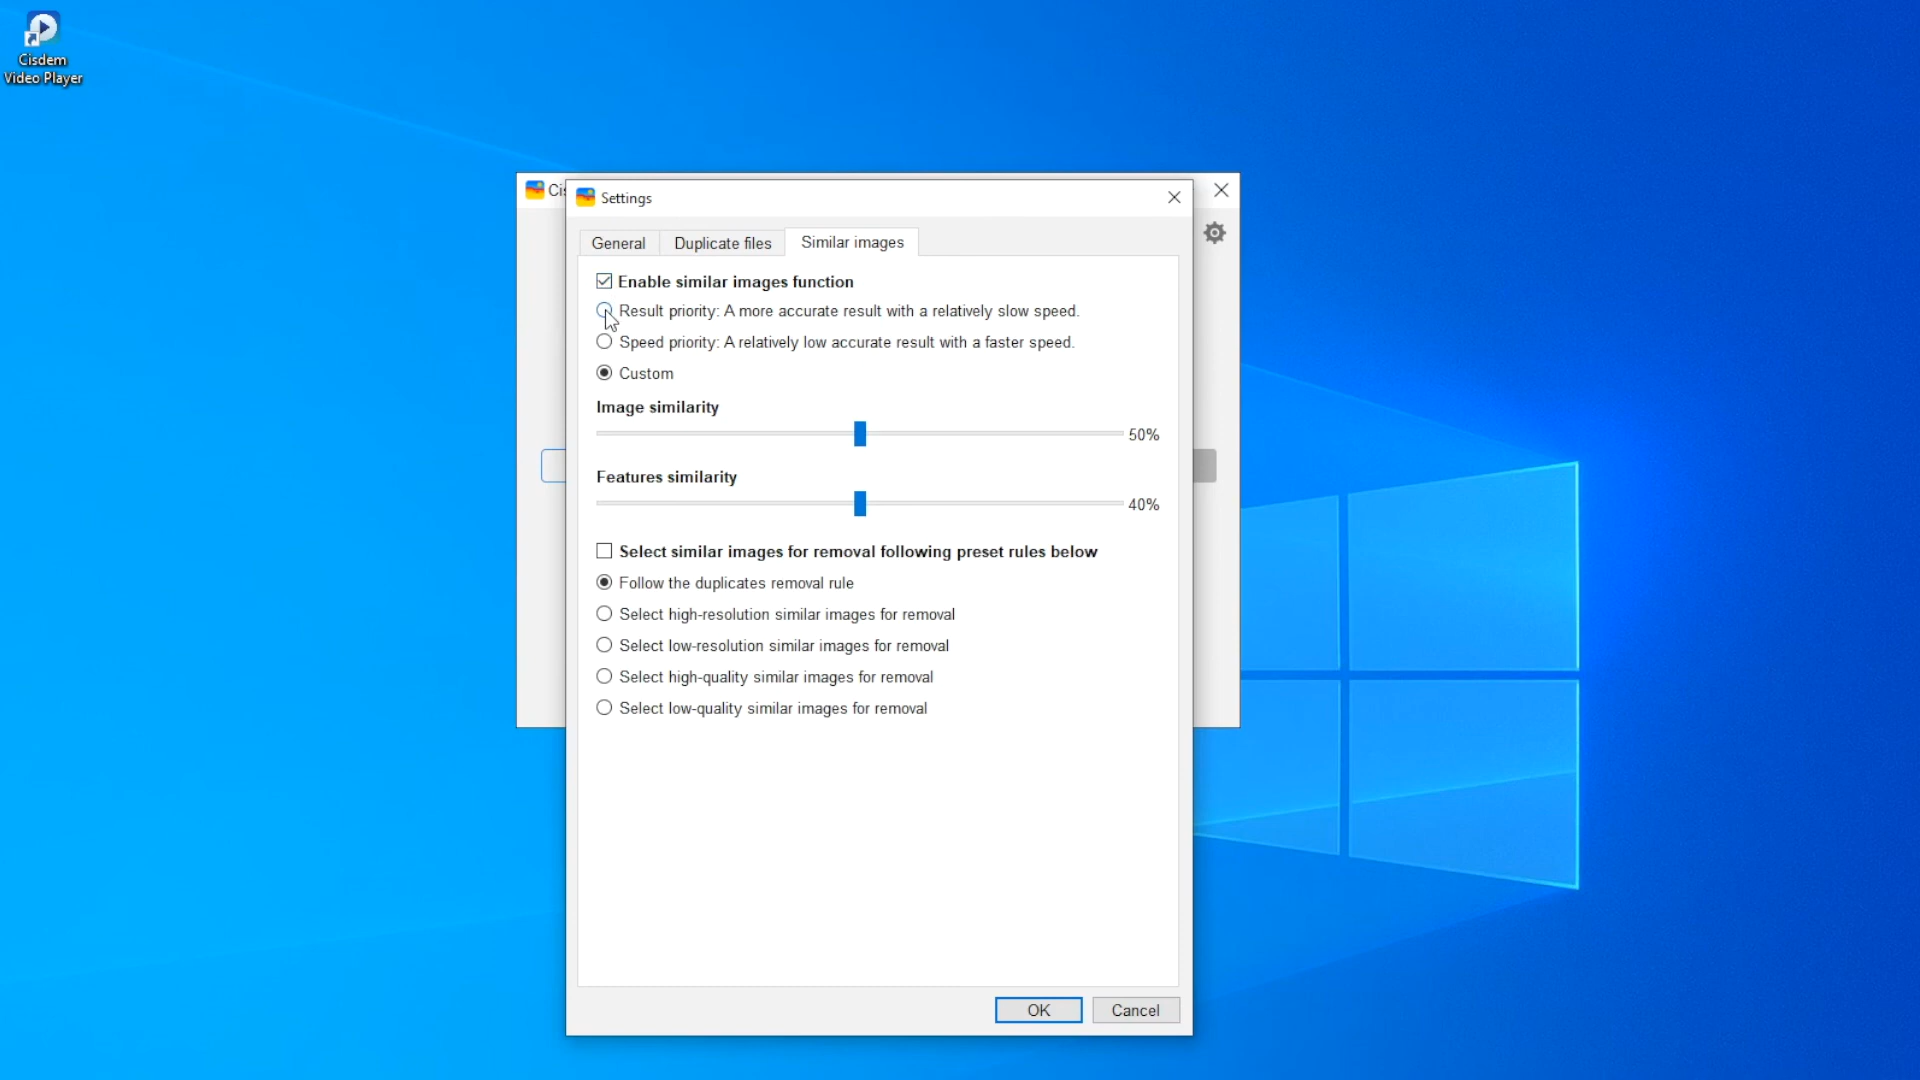 Cisdem
Video Player
Cis
Settings
General
Duplicate files
Similar images
Enable similar images function
Result priority: A more accurate result with a relatively slow speed.
Speed priority: A relatively low accurate result with a faster speed.
Custom
Image similarity
50%
Features similarity
40%
Select similar images for removal following preset rules below
Follow the duplicates removal rule
Select high-resolution similar images for removal
Select low-resolution similar images for removal
Select high-quality similar images for removal
Select low-quality similar images for removal
OK
Cancel